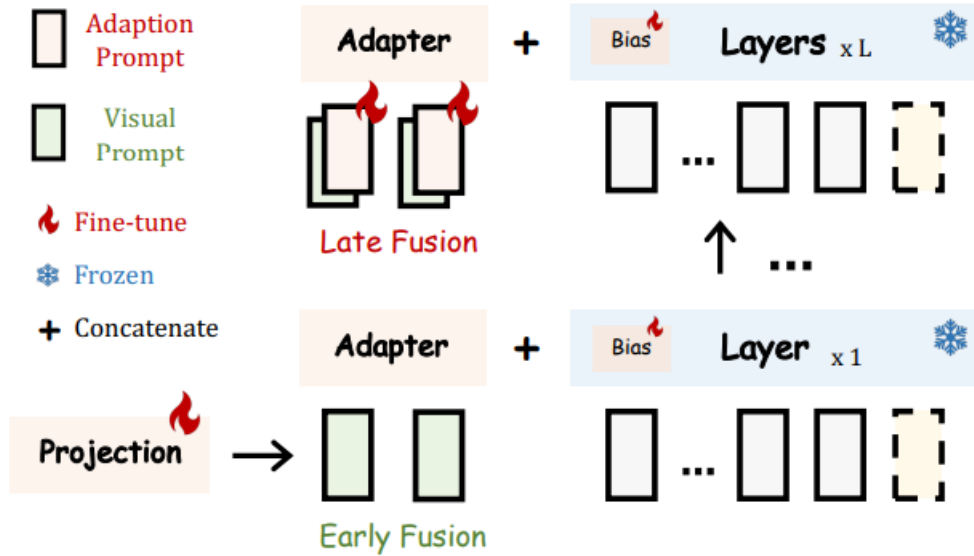 Adaption
Prompt
Visual
Prompt
Fine-tune
Frozen
+ Concatenate
Adapter + Bias Layers x L
...
Late Fusion
...
Adapter + Bias Layer x 1
Projection
...
Early Fusion